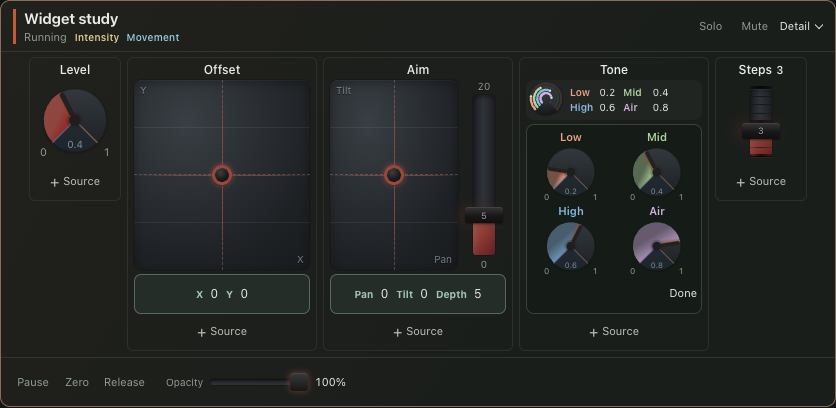 Widget study
Running Intensity Movement
Solo Mute Detail
Level
0.4
0 1
+ Source
Offset
Y
X
X 0 Y 0
+ Source
Aim
Tilt
Pan
20
5
0
Pan 0 Tilt 0 Depth 5
+ Source
Tone
Low 0.2 Mid 0.4
High 0.6 Air 0.8
Low Mid
0.2 0.4
0 1 0 1
High Air
0.6 0.8
0 1 0 1
Done
+ Source
Steps 3
3
+ Source
Pause Zero Release Opacity 100%